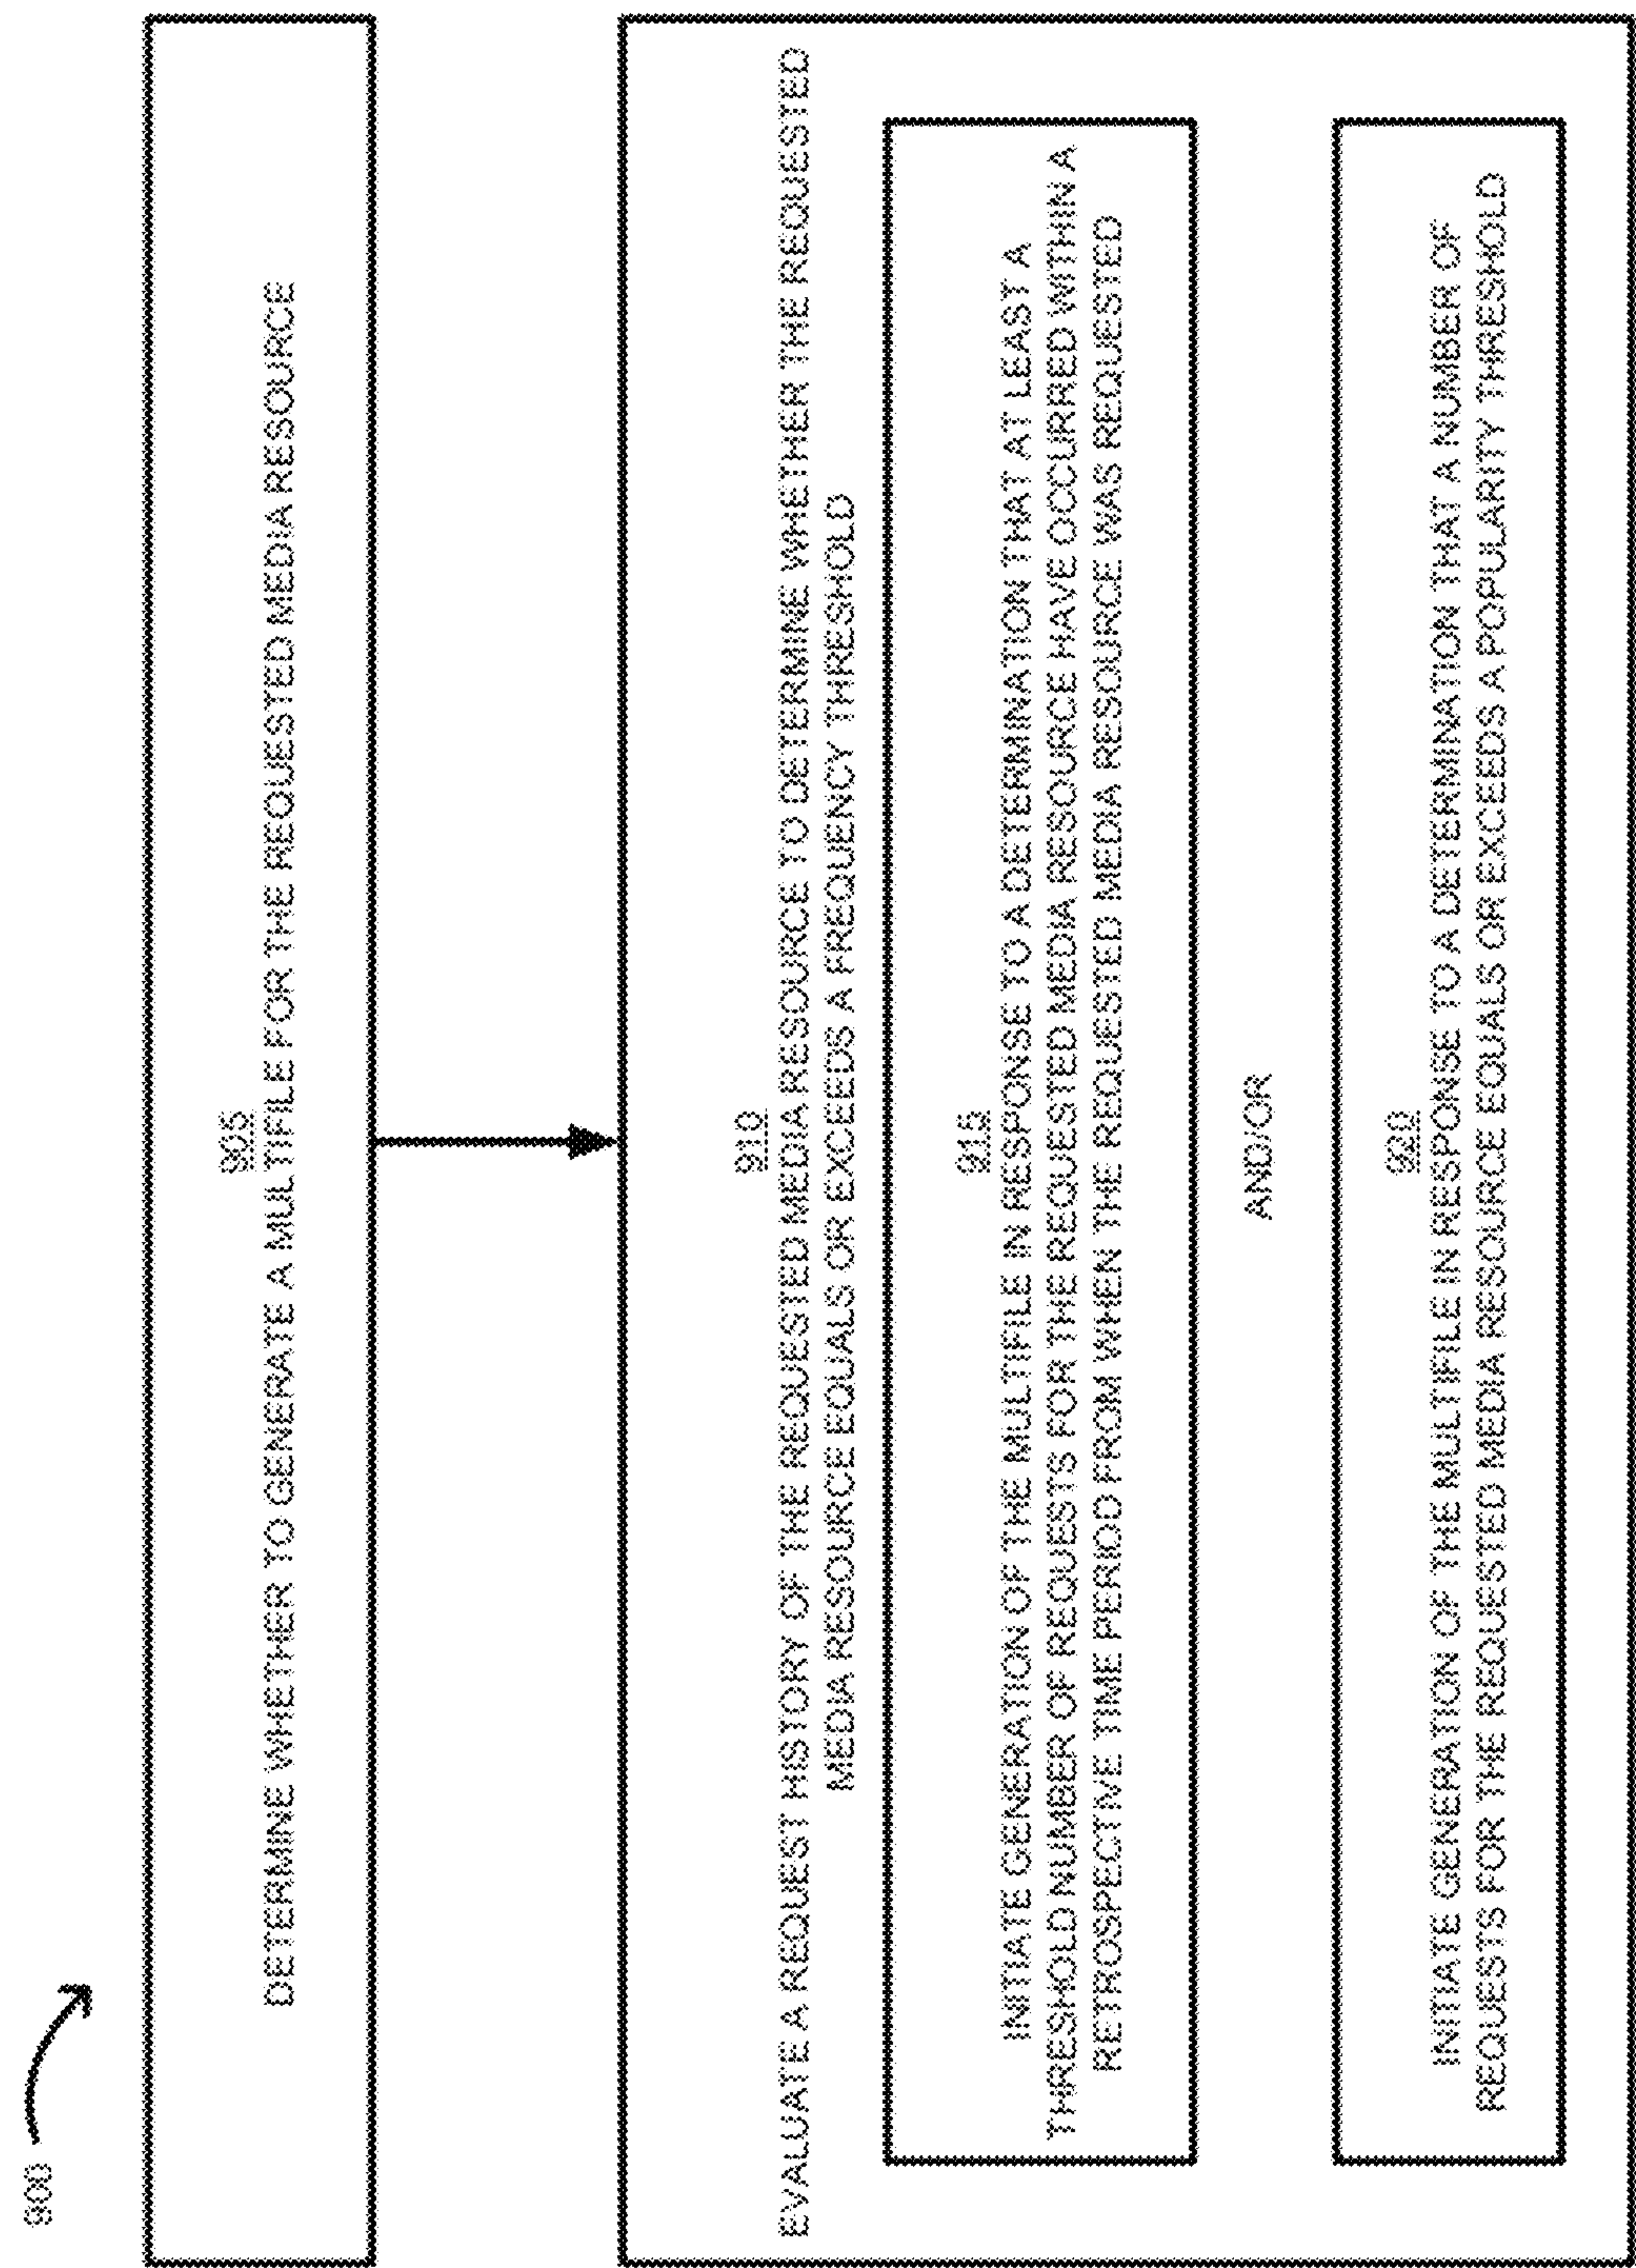 900
905
DETERMINE WHETHER TO GENERATE A MULTIFILE FOR THE REQUESTED MEDIA RESOURCE
910
EVALUATE A REQUEST HISTORY OF THE REQUESTED MEDIA RESOURCE TO DETERMINE WHETHER THE REQUESTED
MEDIA RESOURCE EQUALS OR EXCEEDS A FREQUENCY THRESHOLD
915
INITIATE GENERATION OF THE MULTIFILE IN RESPONSE TO A DETERMINATION THAT AT LEAST A
THRESHOLD NUMBER OF REQUESTS FOR THE REQUESTED MEDIA RESOURCE HAVE OCCURRED WITHIN A
RETROSPECTIVE TIME PERIOD FROM WHEN THE REQUESTED MEDIA RESOURCE WAS REQUESTED
AND/OR
920
INITIATE GENERATION OF THE MULTIFILE IN RESPONSE TO A DETERMINATION THAT A NUMBER OF
REQUESTS FOR THE REQUESTED MEDIA RESOURCE EQUALS OR EXCEEDS A POPULARITY THRESHOLD